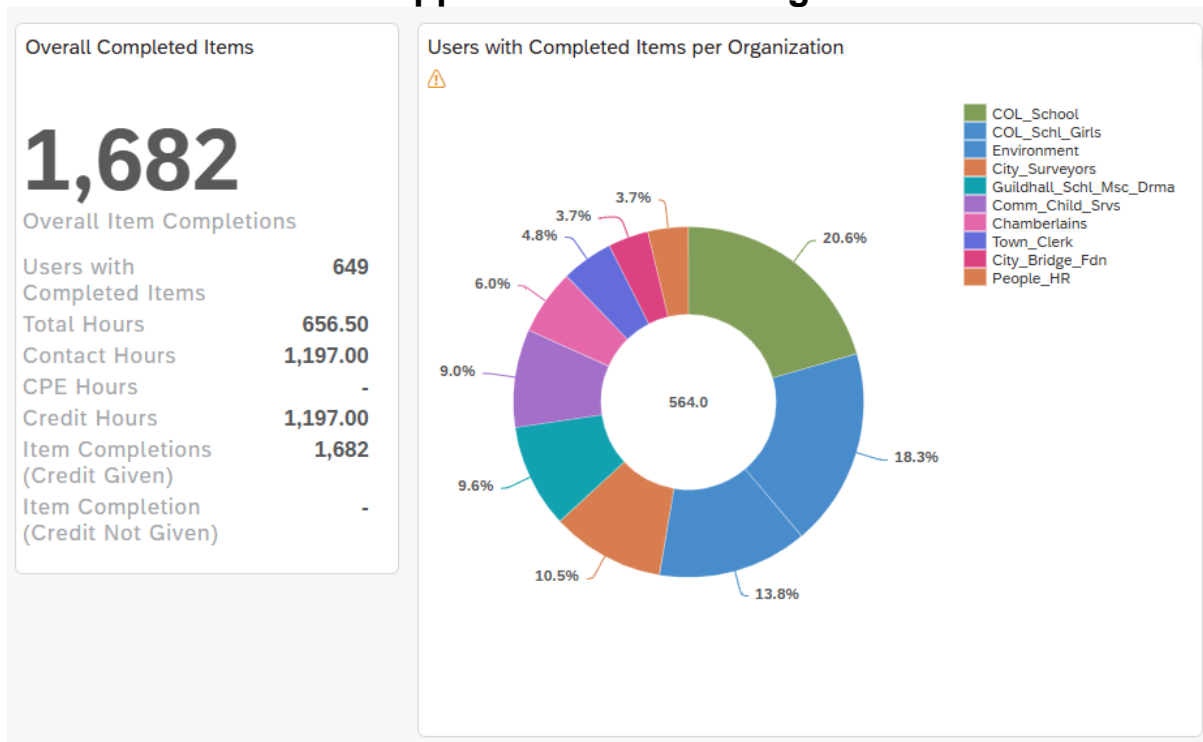 Overall Completed Items
1,682
Overall Item Completions
Users with 649
Completed Items
Total Hours 656.50
Contact Hours 1,197.00
CPE Hours -
Credit Hours 1,197.00
Item Completions 1,682
(Credit Given)
Item Completion -
(Credit Not Given)
Users with Completed Items per Organization
COL_School
COL_Schl_Girls
Environment
City_Surveyors
Guildhall_Schl_Msc_Drma
Comm_Child_Srvs
Chamberlains
Town_Clerk
City_Bridge_Fdn
People_HR
20.6%
18.3%
13.8%
10.5%
9.6%
9.0%
6.0%
4.8%
3.7%
3.7%
564.0